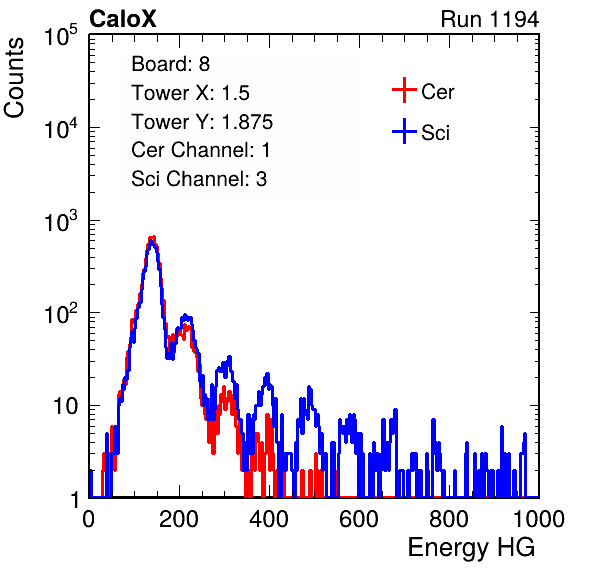 CaloX Run 1194
Counts
Board: 8
Tower X: 1.5
Tower Y: 1.875
Cer Channel: 1
Sci Channel: 3
Cer
Sci
10^5
10^4
10^3
10^2
10
1
0 200 400 600 800 1000
Energy HG